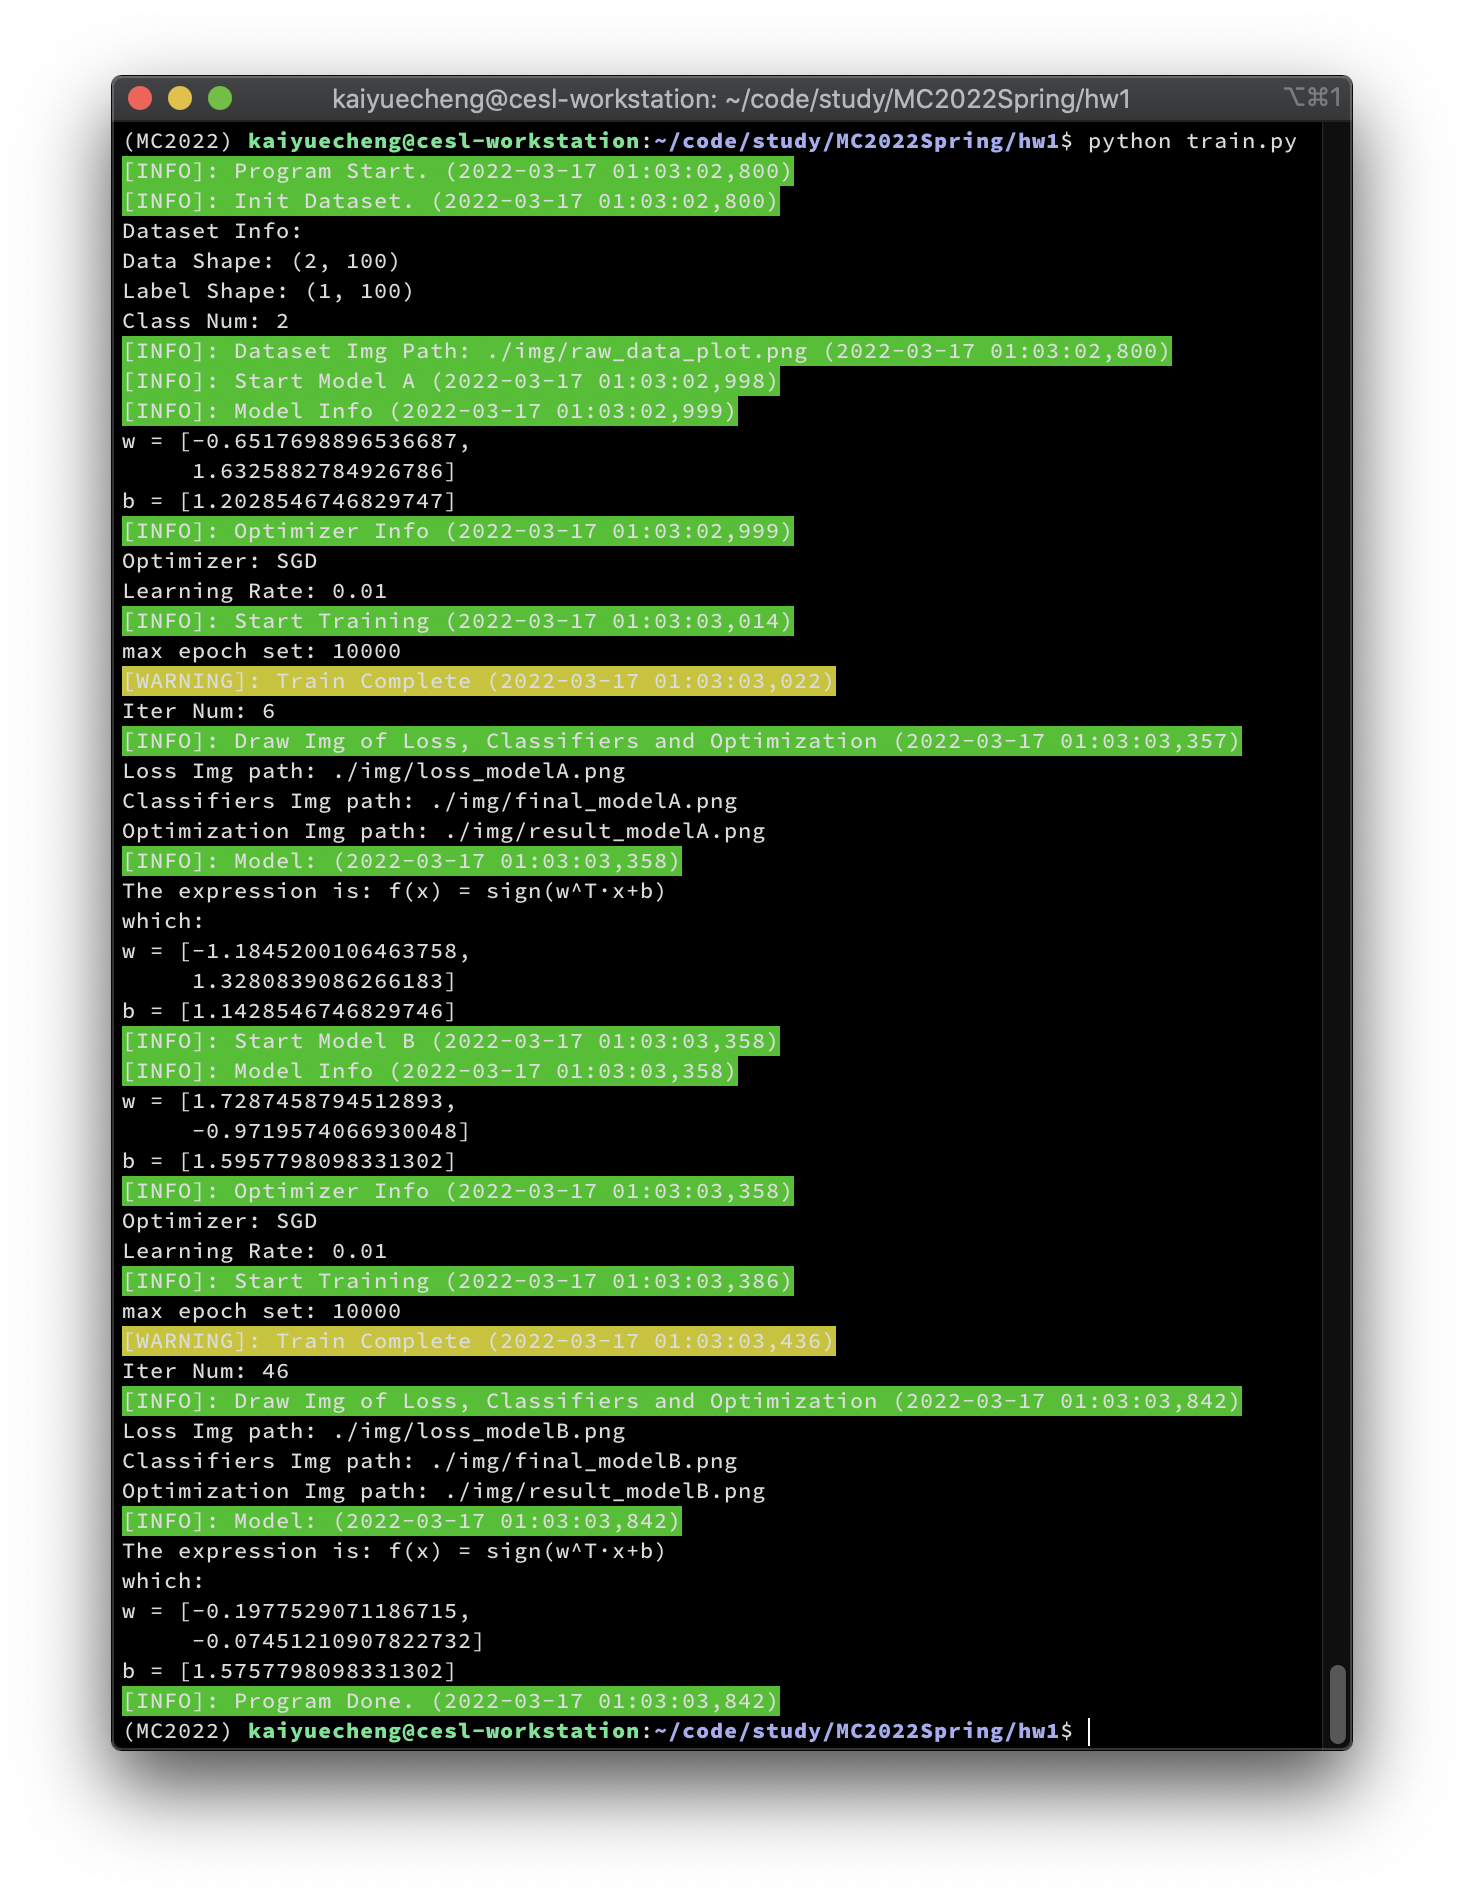 kaiyuecheng@cesl-workstation: ~/code/study/MC2022Spring/hw1 ⌥⌘1
(MC2022) kaiyuecheng@cesl-workstation:~/code/study/MC2022Spring/hw1$ python train.py
[INFO]: Program Start. (2022-03-17 01:03:02,800)
[INFO]: Init Dataset. (2022-03-17 01:03:02,800)
Dataset Info:
Data Shape: (2, 100)
Label Shape: (1, 100)
Class Num: 2
[INFO]: Dataset Img Path: ./img/raw_data_plot.png (2022-03-17 01:03:02,800)
[INFO]: Start Model A (2022-03-17 01:03:02,998)
[INFO]: Model Info (2022-03-17 01:03:02,999)
w = [-0.6517698896536687,
     1.6325882784926786]
b = [1.2028546746829747]
[INFO]: Optimizer Info (2022-03-17 01:03:02,999)
Optimizer: SGD
Learning Rate: 0.01
[INFO]: Start Training (2022-03-17 01:03:03,014)
max epoch set: 10000
[WARNING]: Train Complete (2022-03-17 01:03:03,022)
Iter Num: 6
[INFO]: Draw Img of Loss, Classifiers and Optimization (2022-03-17 01:03:03,357)
Loss Img path: ./img/loss_modelA.png
Classifiers Img path: ./img/final_modelA.png
Optimization Img path: ./img/result_modelA.png
[INFO]: Model: (2022-03-17 01:03:03,358)
The expression is: f(x) = sign(w^T·x+b)
which:
w = [-1.1845200106463758,
     1.3280839086266183]
b = [1.1428546746829746]
[INFO]: Start Model B (2022-03-17 01:03:03,358)
[INFO]: Model Info (2022-03-17 01:03:03,358)
w = [1.7287458794512893,
     -0.9719574066930048]
b = [1.5957798098331302]
[INFO]: Optimizer Info (2022-03-17 01:03:03,358)
Optimizer: SGD
Learning Rate: 0.01
[INFO]: Start Training (2022-03-17 01:03:03,386)
max epoch set: 10000
[WARNING]: Train Complete (2022-03-17 01:03:03,436)
Iter Num: 46
[INFO]: Draw Img of Loss, Classifiers and Optimization (2022-03-17 01:03:03,842)
Loss Img path: ./img/loss_modelB.png
Classifiers Img path: ./img/final_modelB.png
Optimization Img path: ./img/result_modelB.png
[INFO]: Model: (2022-03-17 01:03:03,842)
The expression is: f(x) = sign(w^T·x+b)
which:
w = [-0.1977529071186715,
     -0.07451210907822732]
b = [1.5757798098331302]
[INFO]: Program Done. (2022-03-17 01:03:03,842)
(MC2022) kaiyuecheng@cesl-workstation:~/code/study/MC2022Spring/hw1$